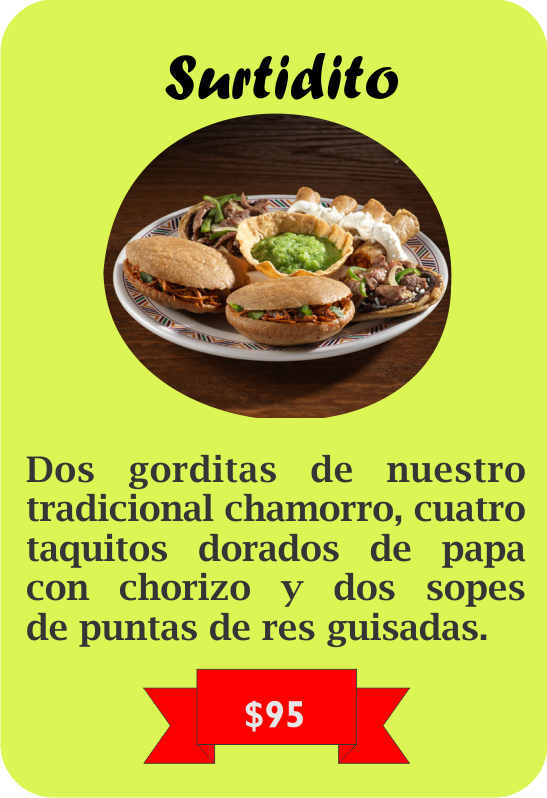 Surtidito
Dos gorditas de nuestro
tradicional chamorro, cuatro
taquitos dorados de papa
con chorizo y dos sopes
de puntas de res guisadas.
$95